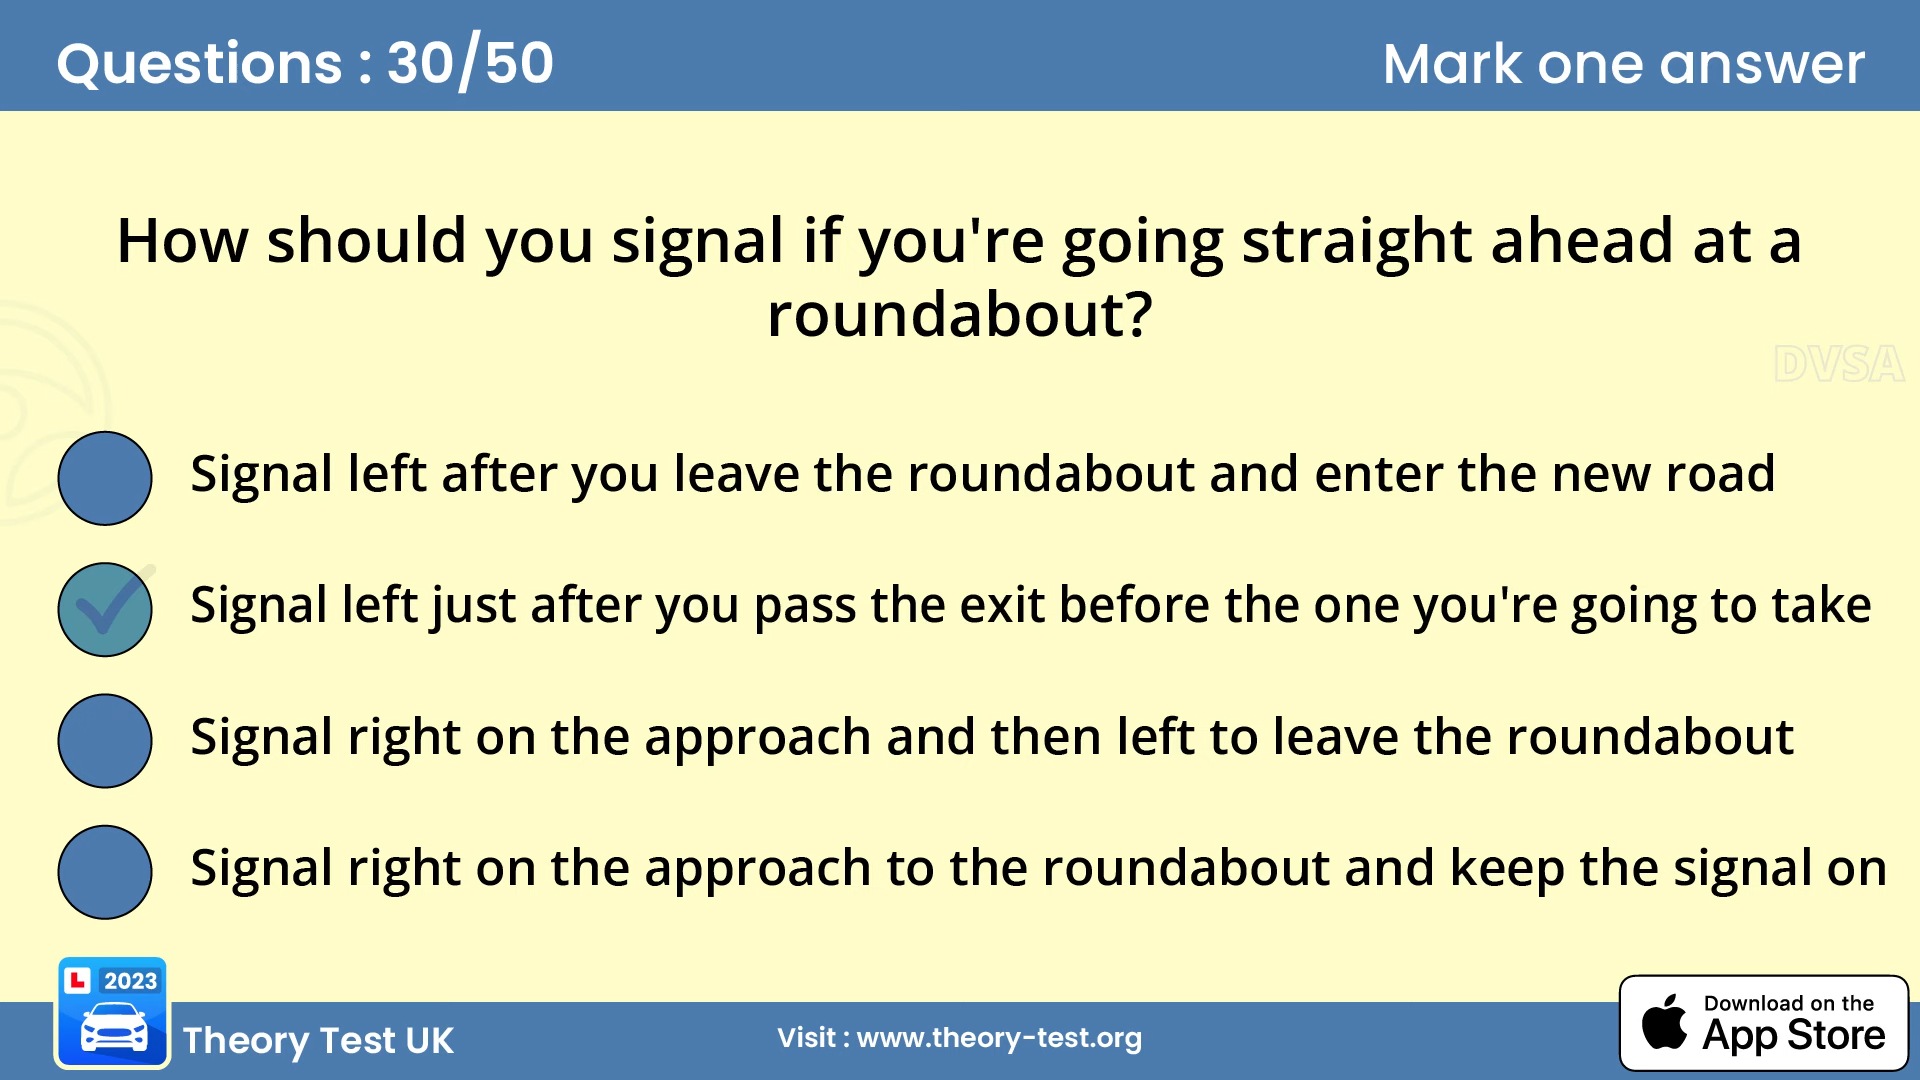 Questions : 30/50
Mark one answer
How should you signal if you're going straight ahead at a
roundabout?
DVSA
Signal left after you leave the roundabout and enter the new road
Signal left just after you pass the exit before the one you're going to take
Signal right on the approach and then left to leave the roundabout
Signal right on the approach to the roundabout and keep the signal on
L 2023
Theory Test UK
Visit : www.theory-test.org
Download on the
App Store